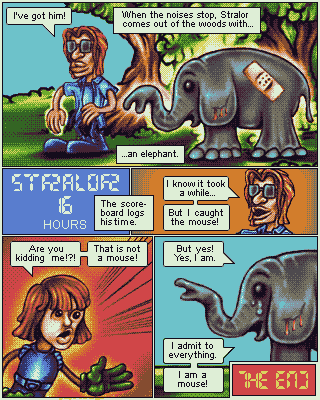 I've got him!
When the noises stop, Stralor
comes out of the woods with...
...an elephant.
STRALOR
16
HOURS
The score-
board logs
his time.
I know it took
a while...
But I caught
the mouse!
Are you
kidding me!?!
That is not
a mouse!
But yes!
Yes, I am.
I admit to
everything.
I am a
mouse!
THE END